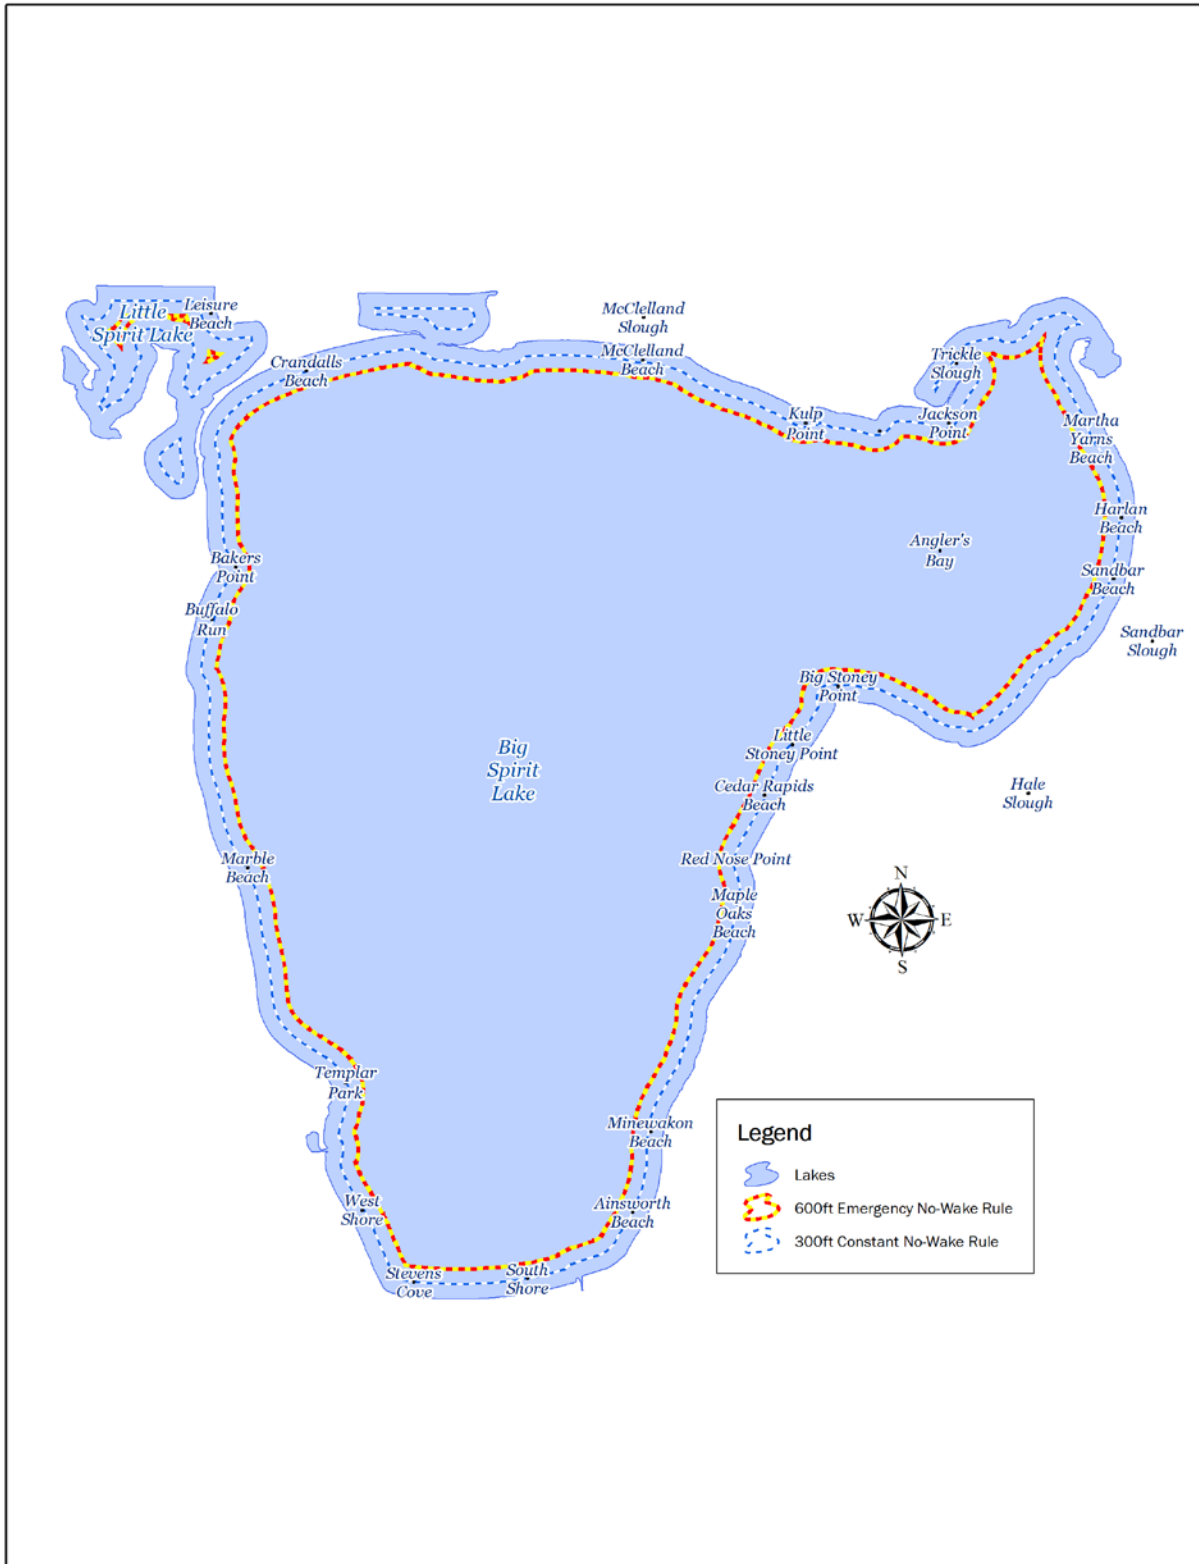 Little
Spirit Lake
Leisure
Beach
McClelland
Slough
McClelland
Beach
Crandalls
Beach
Trickle
Slough
Kulp
Point
Jackson
Point
Martha
Yarns
Beach
Harlan
Beach
Angler's
Bay
Bakers
Point
Sandbar
Beach
Buffalo
Run
Sandbar
Slough
Big Stoney
Point
Little
Stoney Point
Big
Spirit
Lake
Cedar Rapids
Beach
Hale
Slough
Marble
Beach
Red Nose Point
Maple
Oaks
Beach
N
W
E
S
Templar
Park
Minewakon
Beach
West
Shore
Ainsworth
Beach
Stevens
Cove
South
Shore
Legend
Lakes
600ft Emergency No-Wake Rule
300ft Constant No-Wake Rule